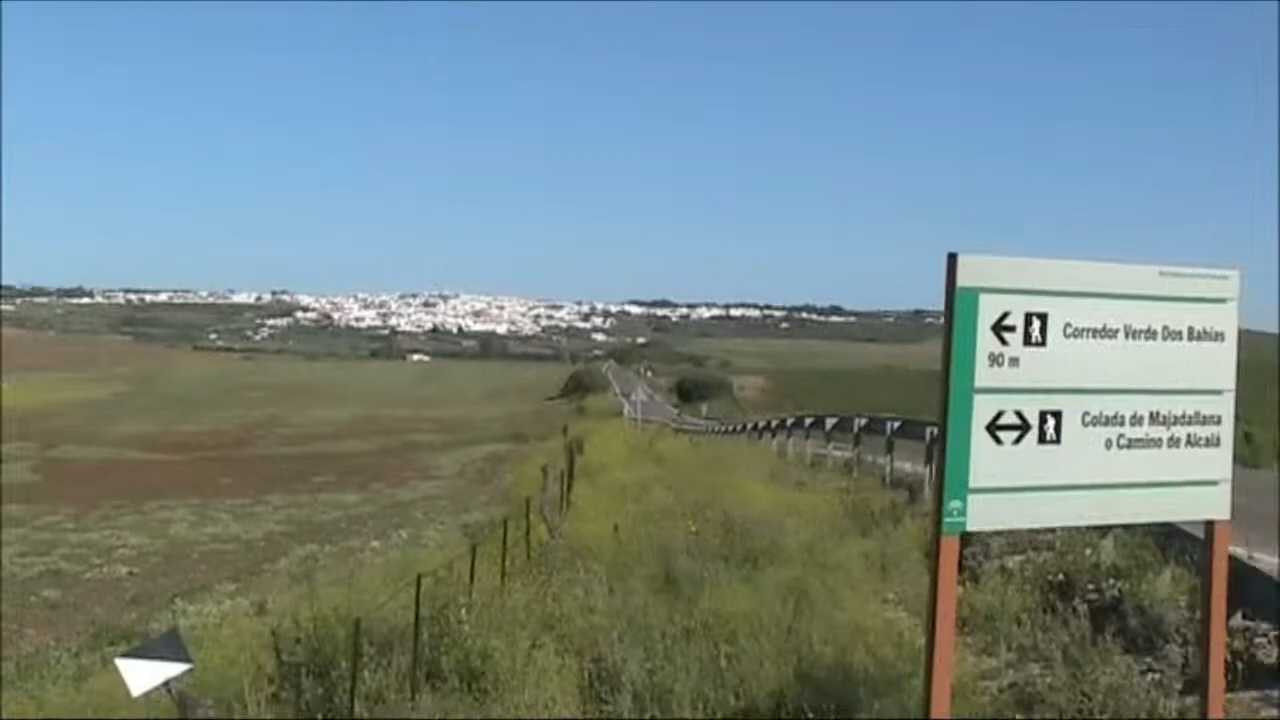 Corredor Verde Dos Bahías
90 m
Colada de Majadallana
o Camino de Alcalá